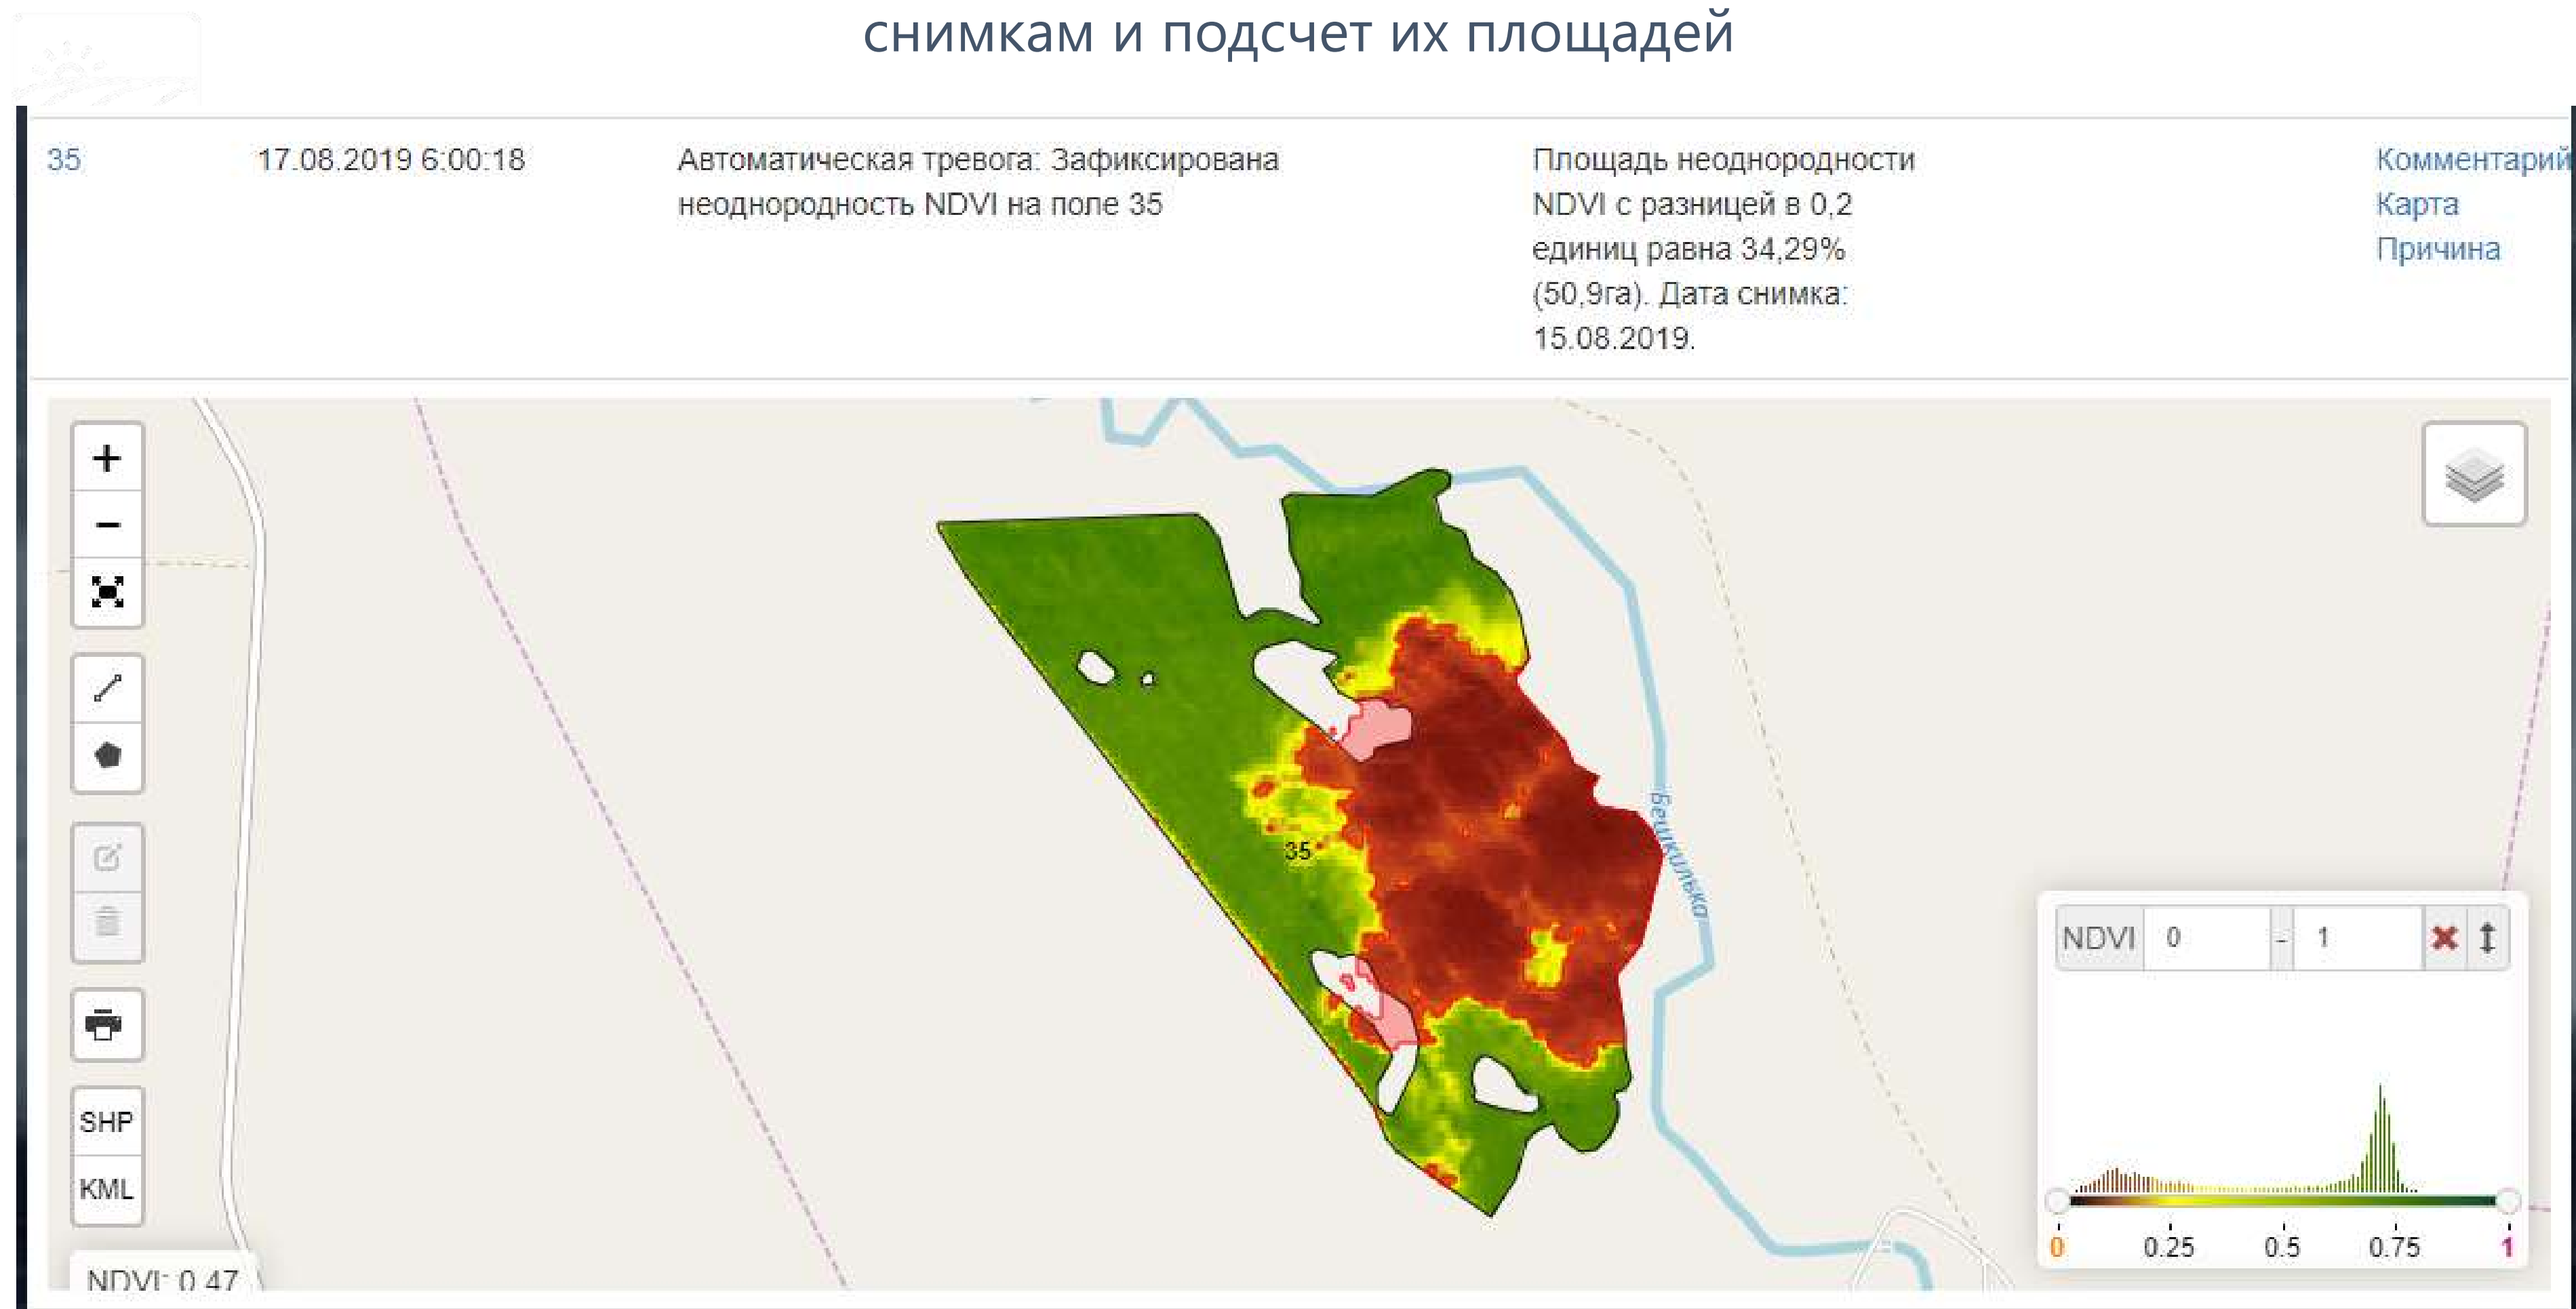 снимкам и подсчет их площадей
35
17.08.2019 6:00:18
Автоматическая тревога: Зафиксирована
неоднородность NDVI на поле 35
Площадь неоднородности
NDVI с разницей в 0,2
единиц равна 34,29%
(50,9га). Дата снимка:
15.08.2019.
Комментарий
Карта
Причина
+
−
35
Бешкилька
SHP
KML
NDVI: 0.47
NDVI 0 - 1
0 0.25 0.5 0.75 1